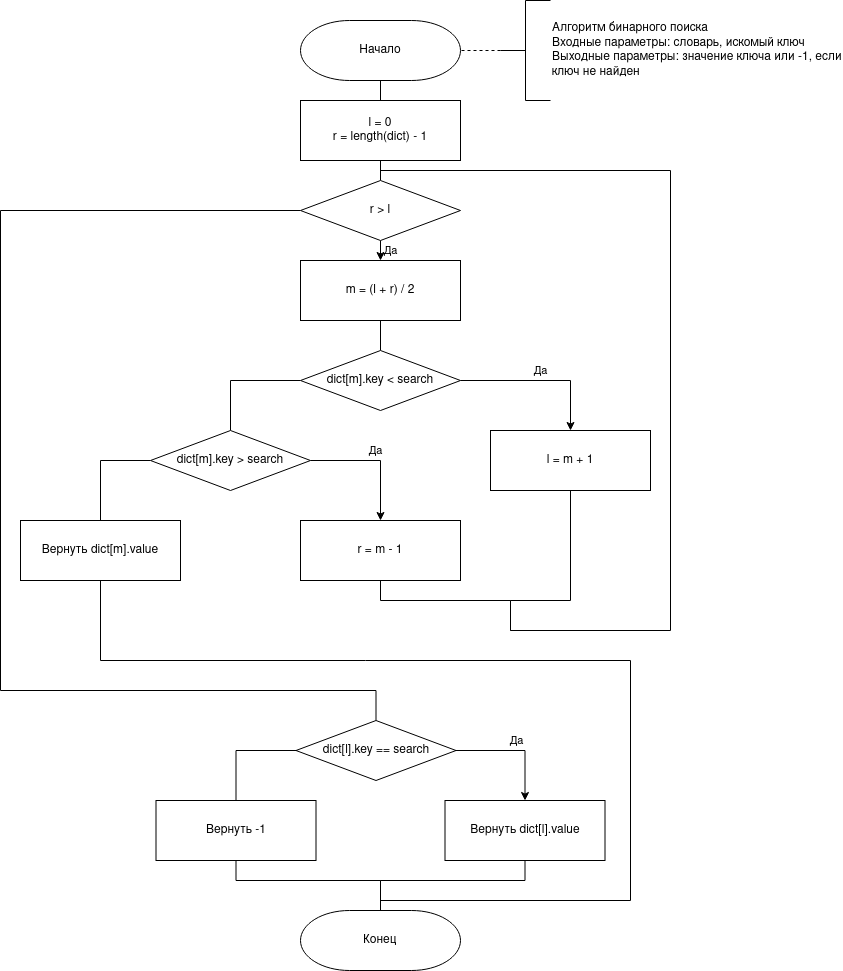 Начало
Алгоритм бинарного поиска
Входные параметры: словарь, искомый ключ
Выходные параметры: значение ключа или -1, если
ключ не найден
l = 0
r = length(dict) - 1
r > l
Да
m = (l + r) / 2
dict[m].key < search
Да
dict[m].key > search
Да
l = m + 1
Вернуть dict[m].value
r = m - 1
dict[l].key == search
Да
Вернуть -1
Вернуть dict[l].value
Конец